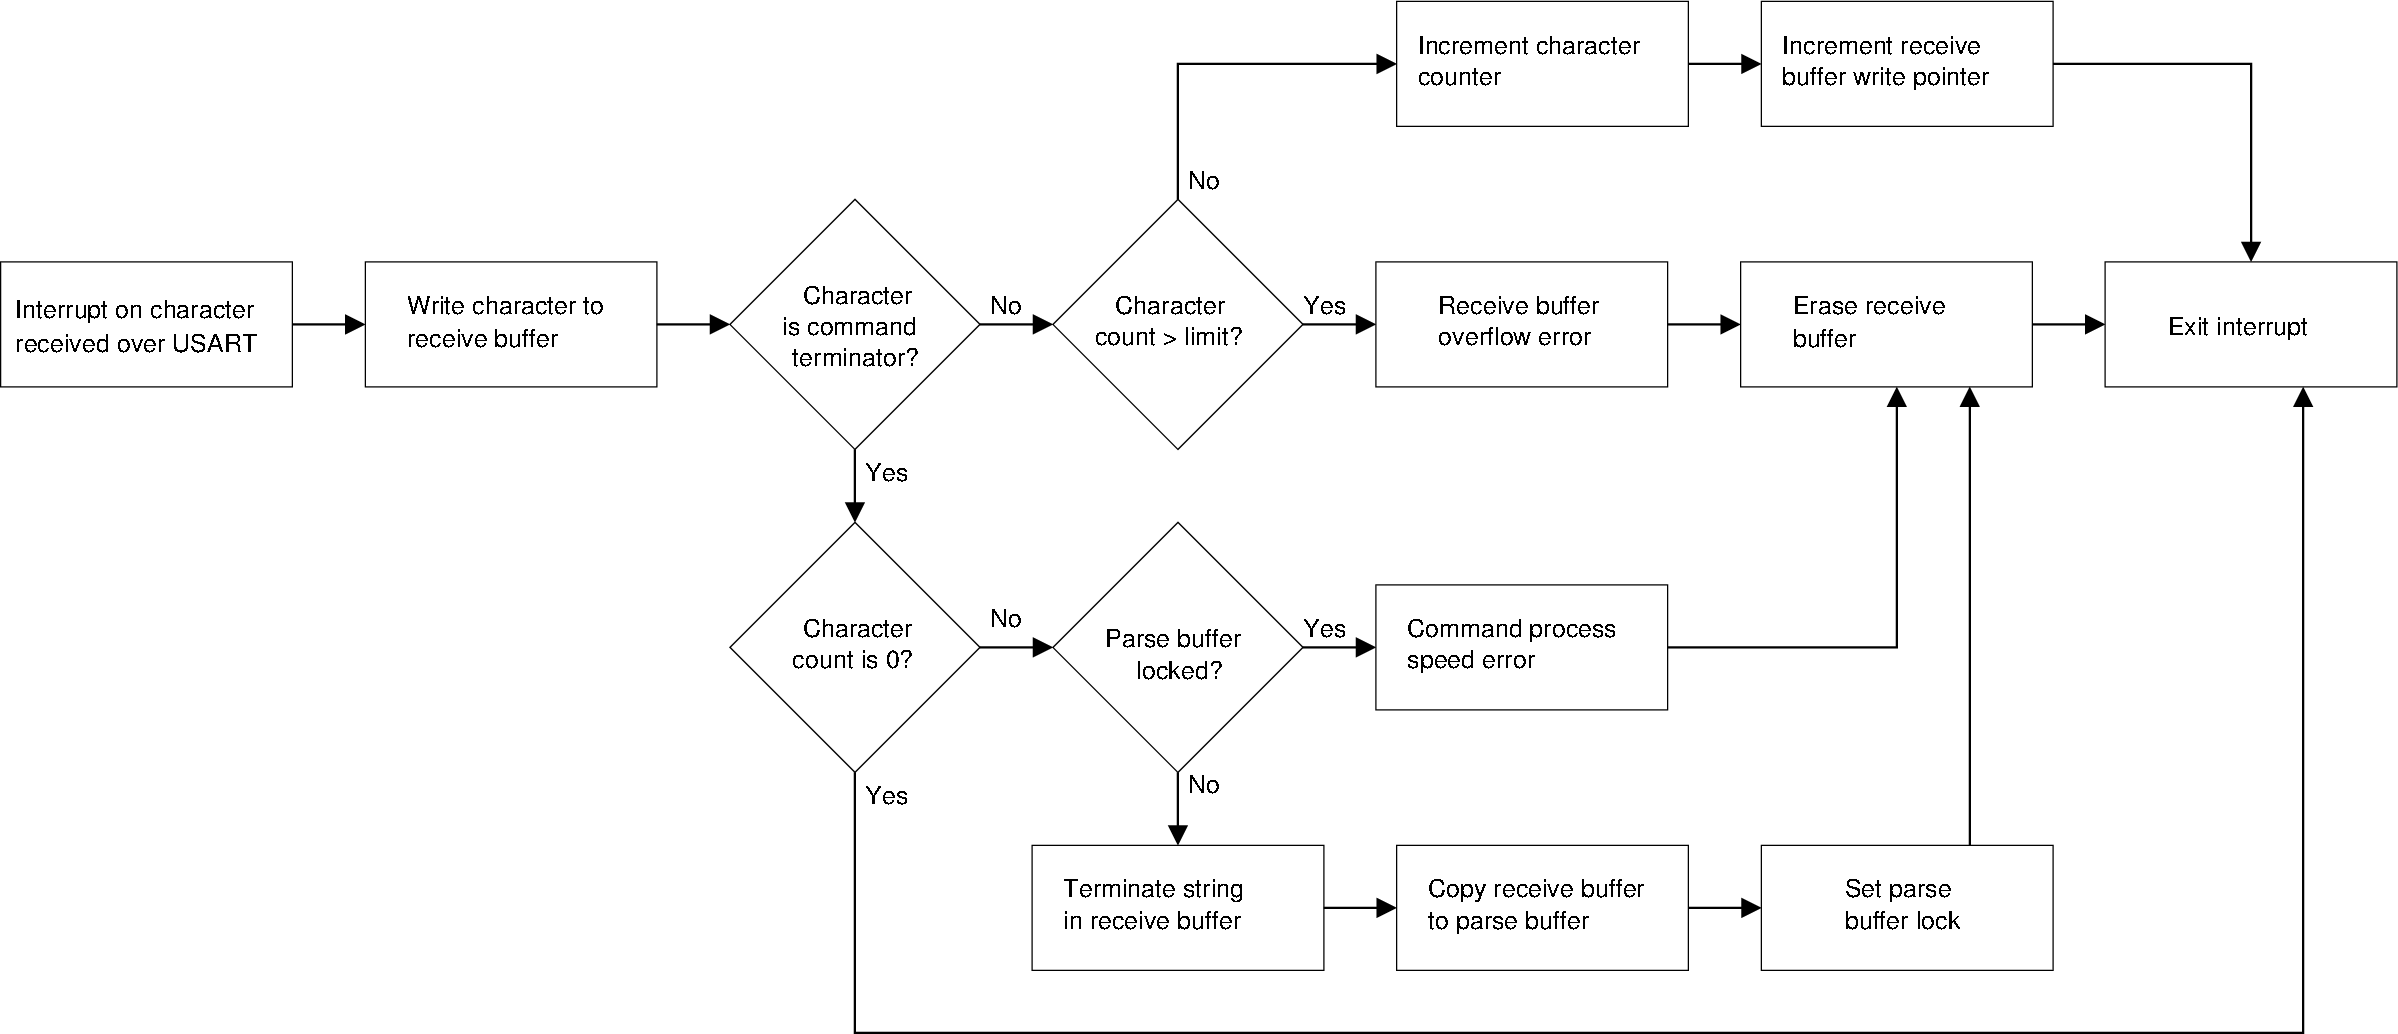 Increment character
counter
Increment receive
buffer write pointer
No
Interrupt on character
received over USART
Write character to
receive buffer
Character
is command
terminator?
No
Character
count > limit?
Yes
Receive buffer
overflow error
Erase receive
buffer
Exit interrupt
Yes
Character
count is 0?
No
Parse buffer
locked?
Yes
Command process
speed error
Yes
No
Terminate string
in receive buffer
Copy receive buffer
to parse buffer
Set parse
buffer lock